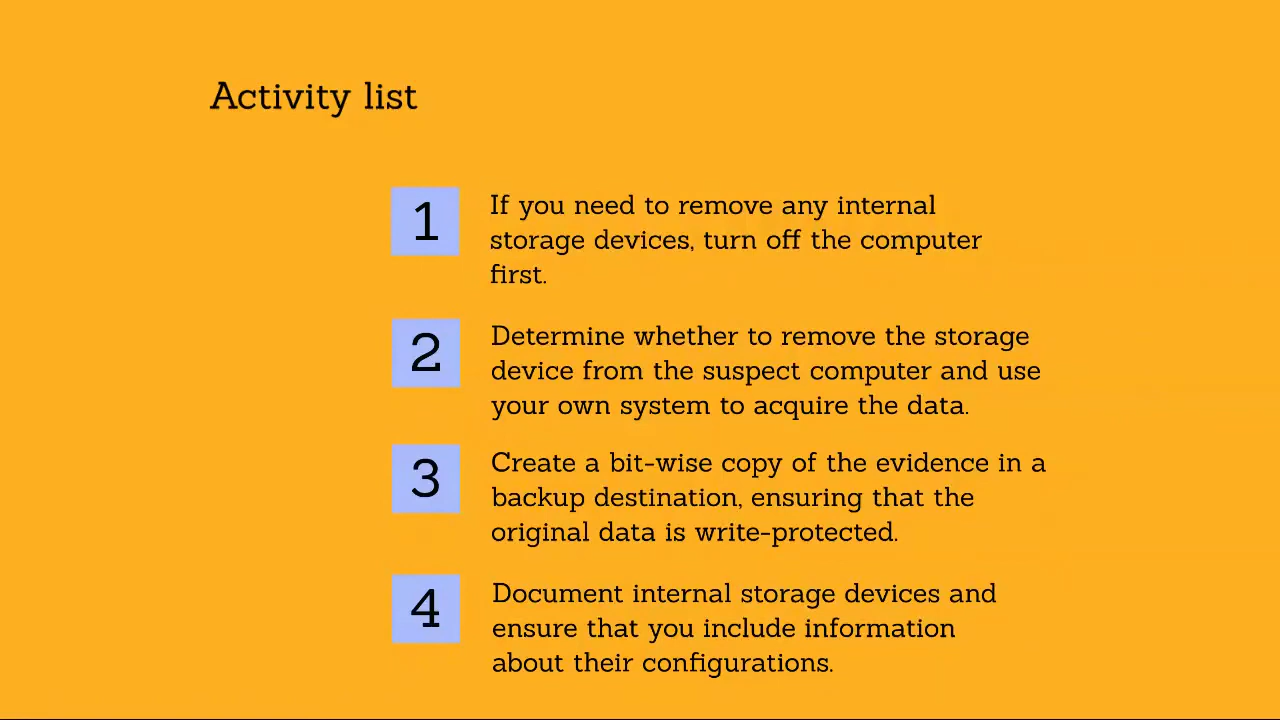 Activity list
1
If you need to remove any internal
storage devices, turn off the computer
first.
2
Determine whether to remove the storage
device from the suspect computer and use
your own system to acquire the data.
3
Create a bit-wise copy of the evidence in a
backup destination, ensuring that the
original data is write-protected.
4
Document internal storage devices and
ensure that you include information
about their configurations.